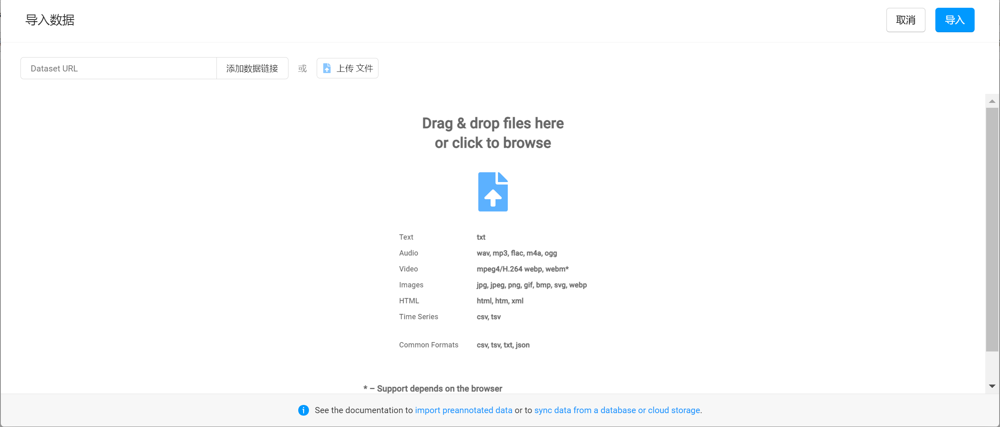 导入数据
取消
导入
Dataset URL
添加数据链接
或
上传 文件
Drag & drop files here
or click to browse
Text txt
Audio wav, mp3, flac, m4a, ogg
Video mpeg4/H.264 webp, webm*
Images jpg, jpeg, png, gif, bmp, svg, webp
HTML html, htm, xml
Time Series csv, tsv
Common Formats csv, tsv, txt, json
* – Support depends on the browser
See the documentation to import preannotated data or to sync data from a database or cloud storage.